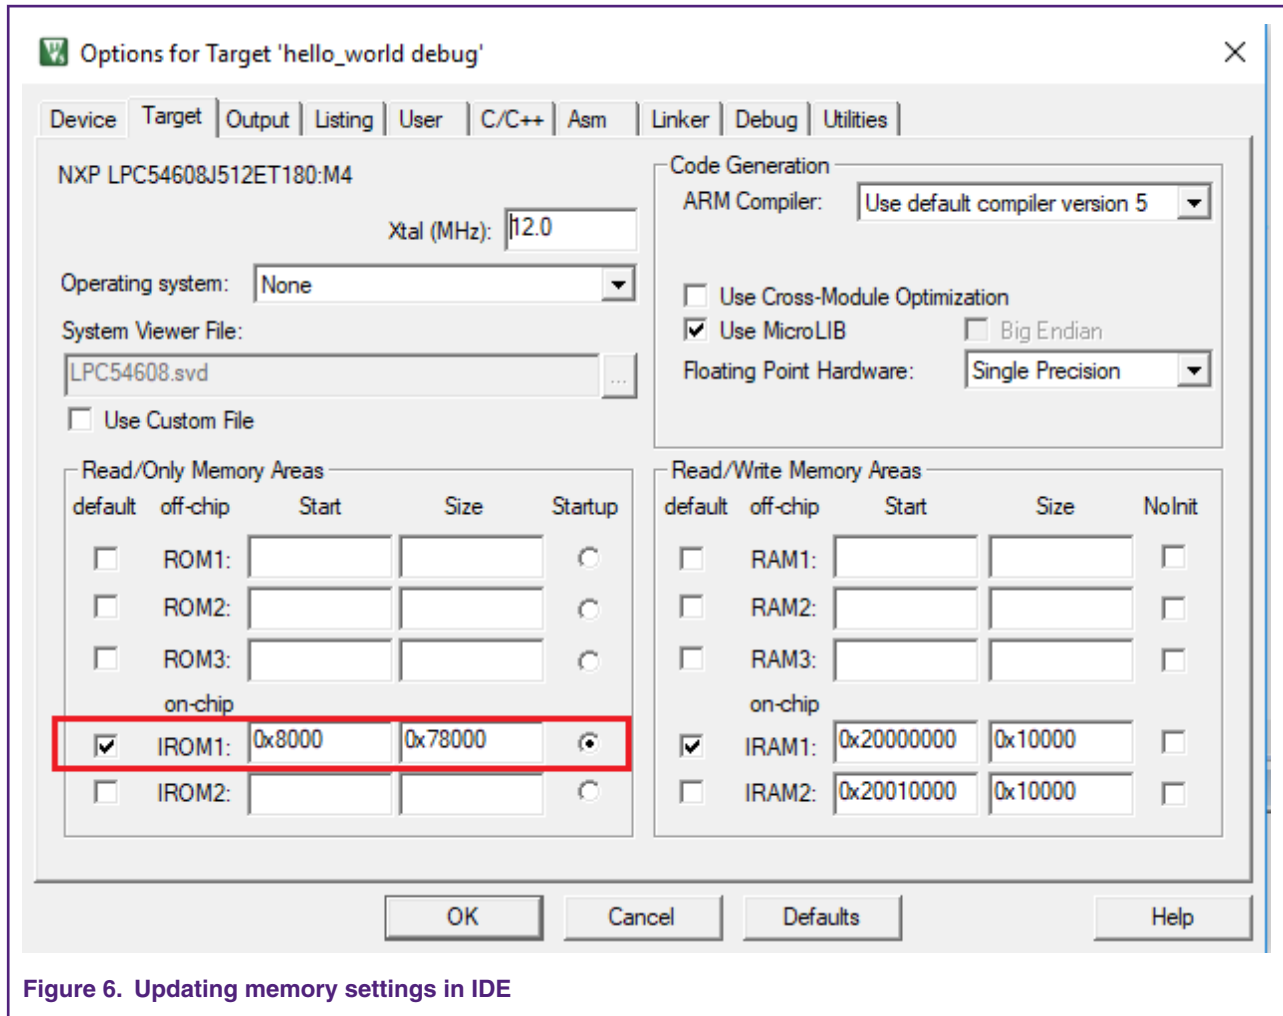 Options for Target 'hello_world debug'
Device Target Output Listing User C/C++ Asm Linker Debug Utilities
NXP LPC54608J512ET180:M4
Xtal (MHz): 12.0
Operating system: None
System Viewer File:
LPC54608.svd ...
Use Custom File
Code Generation
ARM Compiler: Use default compiler version 5
Use Cross-Module Optimization
Use MicroLIB Big Endian
Floating Point Hardware: Single Precision
Read/Only Memory Areas
default off-chip Start Size Startup
ROM1:
ROM2:
ROM3:
on-chip
IROM1: 0x8000 0x78000
IROM2:
Read/Write Memory Areas
default off-chip Start Size NoInit
RAM1:
RAM2:
RAM3:
on-chip
IRAM1: 0x20000000 0x10000
IRAM2: 0x20010000 0x10000
OK Cancel Defaults Help
Figure 6. Updating memory settings in IDE